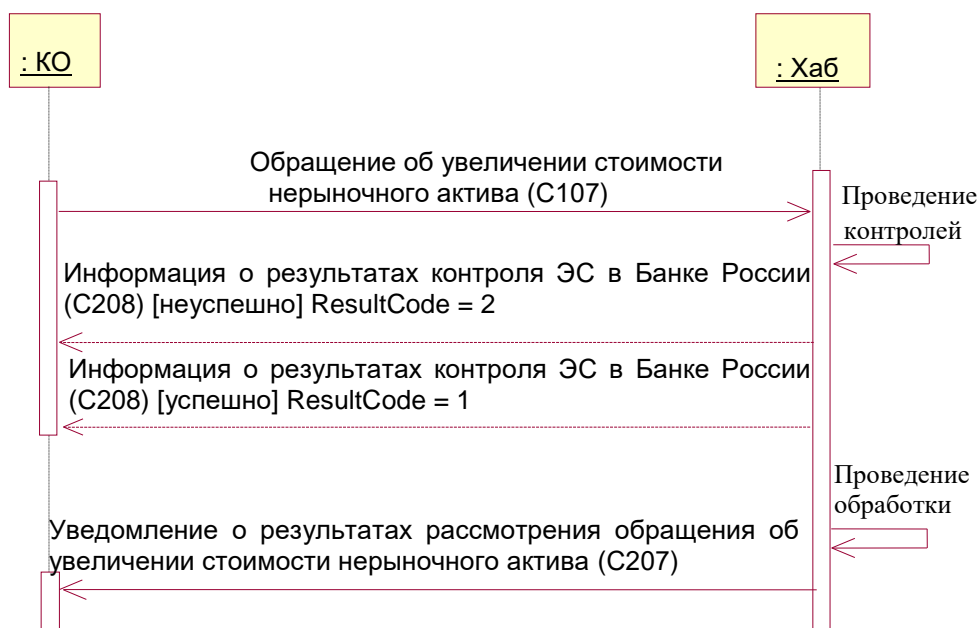 : КО
: Хаб
Обращение об увеличении стоимости
нерыночного актива (С107)
Проведение
контролей
Информация о результатах контроля ЭС в Банке России
(С208) [неуспешно] ResultCode = 2
Информация о результатах контроля ЭС в Банке России
(С208) [успешно] ResultCode = 1
Проведение
обработки
Уведомление о результатах рассмотрения обращения об
увеличении стоимости нерыночного актива (С207)